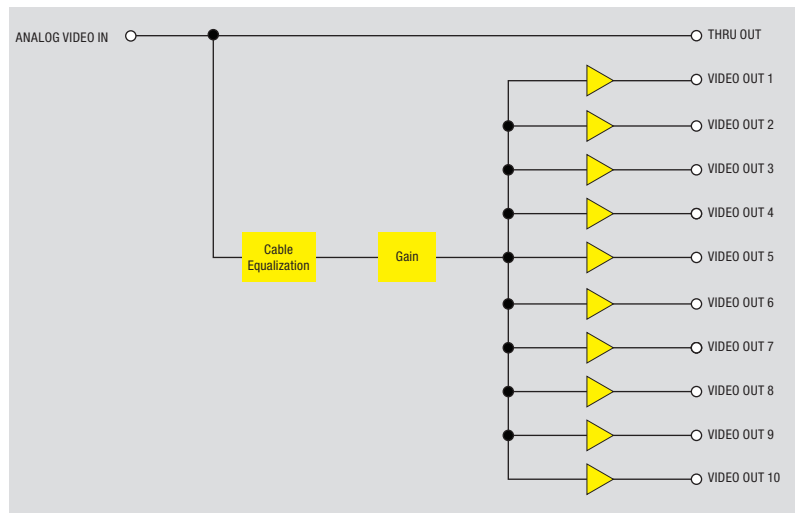 ANALOG VIDEO IN
THRU OUT
VIDEO OUT 1
VIDEO OUT 2
VIDEO OUT 3
VIDEO OUT 4
Cable
Equalization
Gain
VIDEO OUT 5
VIDEO OUT 6
VIDEO OUT 7
VIDEO OUT 8
VIDEO OUT 9
VIDEO OUT 10